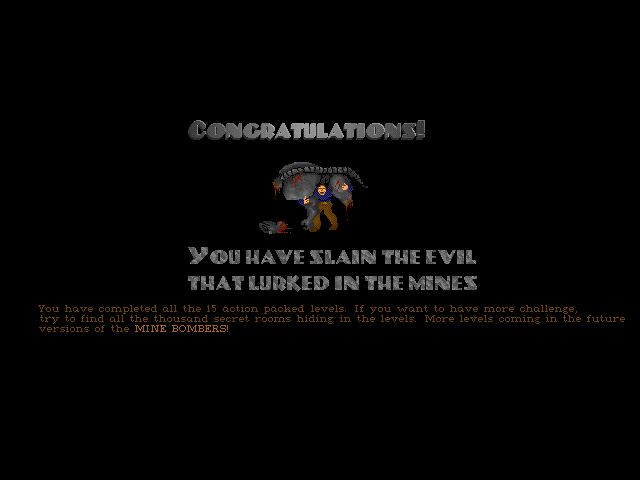 CONGRATULATIONS!
YOU HAVE SLAIN THE EVIL
THAT LURKED IN THE MINES
You have completed all the 15 action packed levels. If you want to have more challenge,
try to find all the thousand secret rooms hiding in the levels. More levels coming in the future
versions of the MINE BOMBERS!